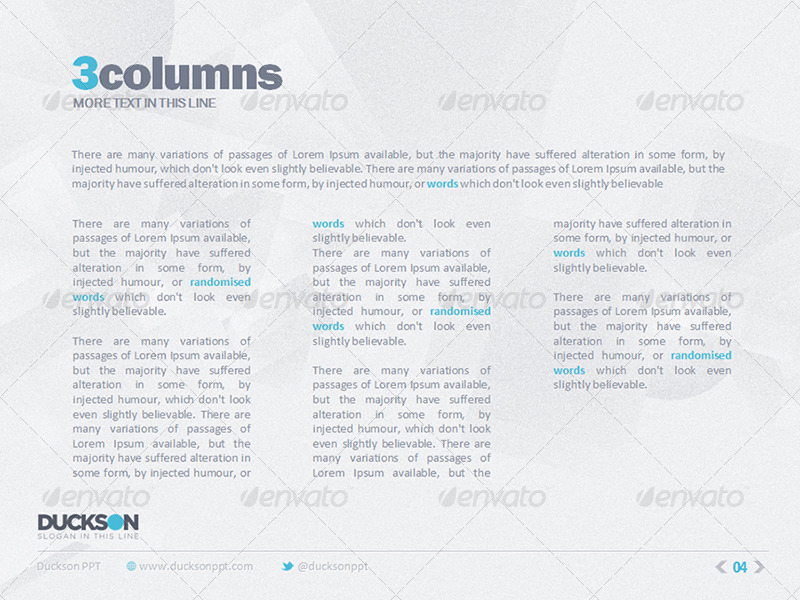 3columns
MORE TEXT IN THIS LINE
There are many variations of passages of Lorem Ipsum available, but the majority have suffered alteration in some form, by
injected humour, which don't look even slightly believable. There are many variations of passages of Lorem Ipsum available, but the
majority have suffered alteration in some form, by injected humour, or words which don't look even slightly believable
There are many variations of
passages of Lorem Ipsum available,
but the majority have suffered
alteration in some form, by
injected humour, or randomised
words which don't look even
slightly believable.
There are many variations of
passages of Lorem Ipsum available,
but the majority have suffered
alteration in some form, by
injected humour, which don't look
even slightly believable. There are
many variations of passages of
Lorem Ipsum available, but the
majority have suffered alteration in
some form, by injected humour, or
words which don't look even
slightly believable.
There are many variations of
passages of Lorem Ipsum available,
but the majority have suffered
alteration in some form, by
injected humour, or randomised
words which don't look even
slightly believable.
There are many variations of
passages of Lorem Ipsum available,
but the majority have suffered
alteration in some form, by
injected humour, which don't look
even slightly believable. There are
many variations of passages of
Lorem Ipsum available, but the
majority have suffered alteration in
some form, by injected humour, or
words which don't look even
slightly believable.
There are many variations of
passages of Lorem Ipsum available,
but the majority have suffered
alteration in some form, by
injected humour, or randomised
words which don't look even
slightly believable.
envato envato envato envato
envato envato envato envato
envato envato envato envato
DUCKSON
SLOGAN IN THIS LINE
Duckson PPT www.ducksonppt.com @ducksonppt 04